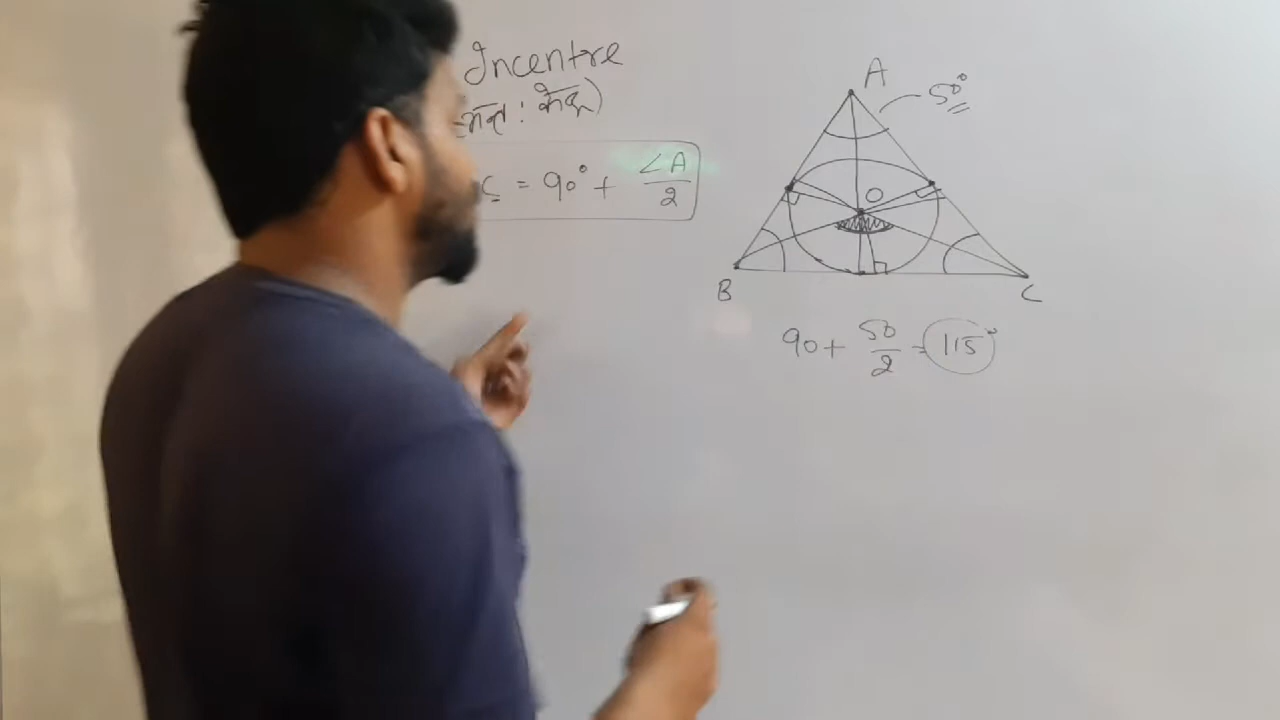 Incentre
केन्द्र)
C = 90° + ∠A/2
A
50°
O
B
C
90 + 50/2 = 115°